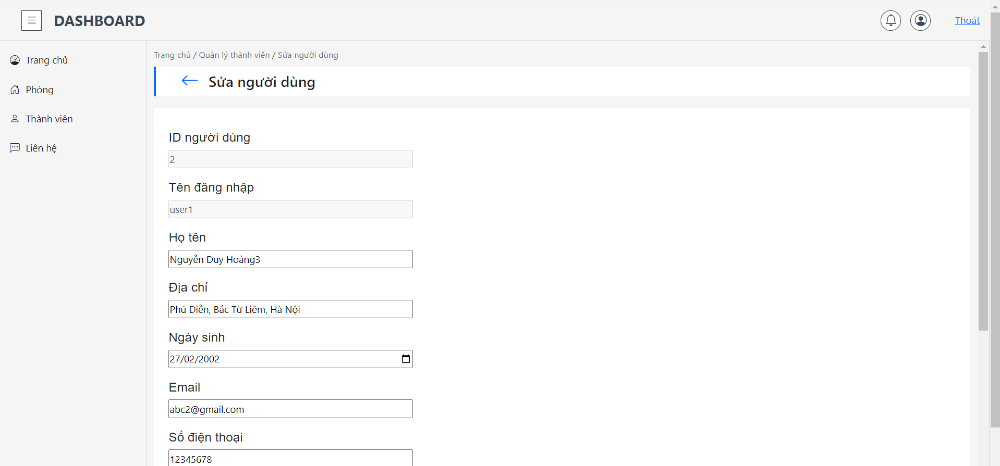 DASHBOARD
Thoát
Trang chủ
Phòng
Thành viên
Liên hệ
Trang chủ / Quản lý thành viên / Sửa người dùng
Sửa người dùng
ID người dùng
2
Tên đăng nhập
user1
Họ tên
Nguyễn Duy Hoàng3
Địa chỉ
Phú Diễn, Bắc Từ Liêm, Hà Nội
Ngày sinh
27/02/2002
Email
abc2@gmail.com
Số điện thoại
12345678